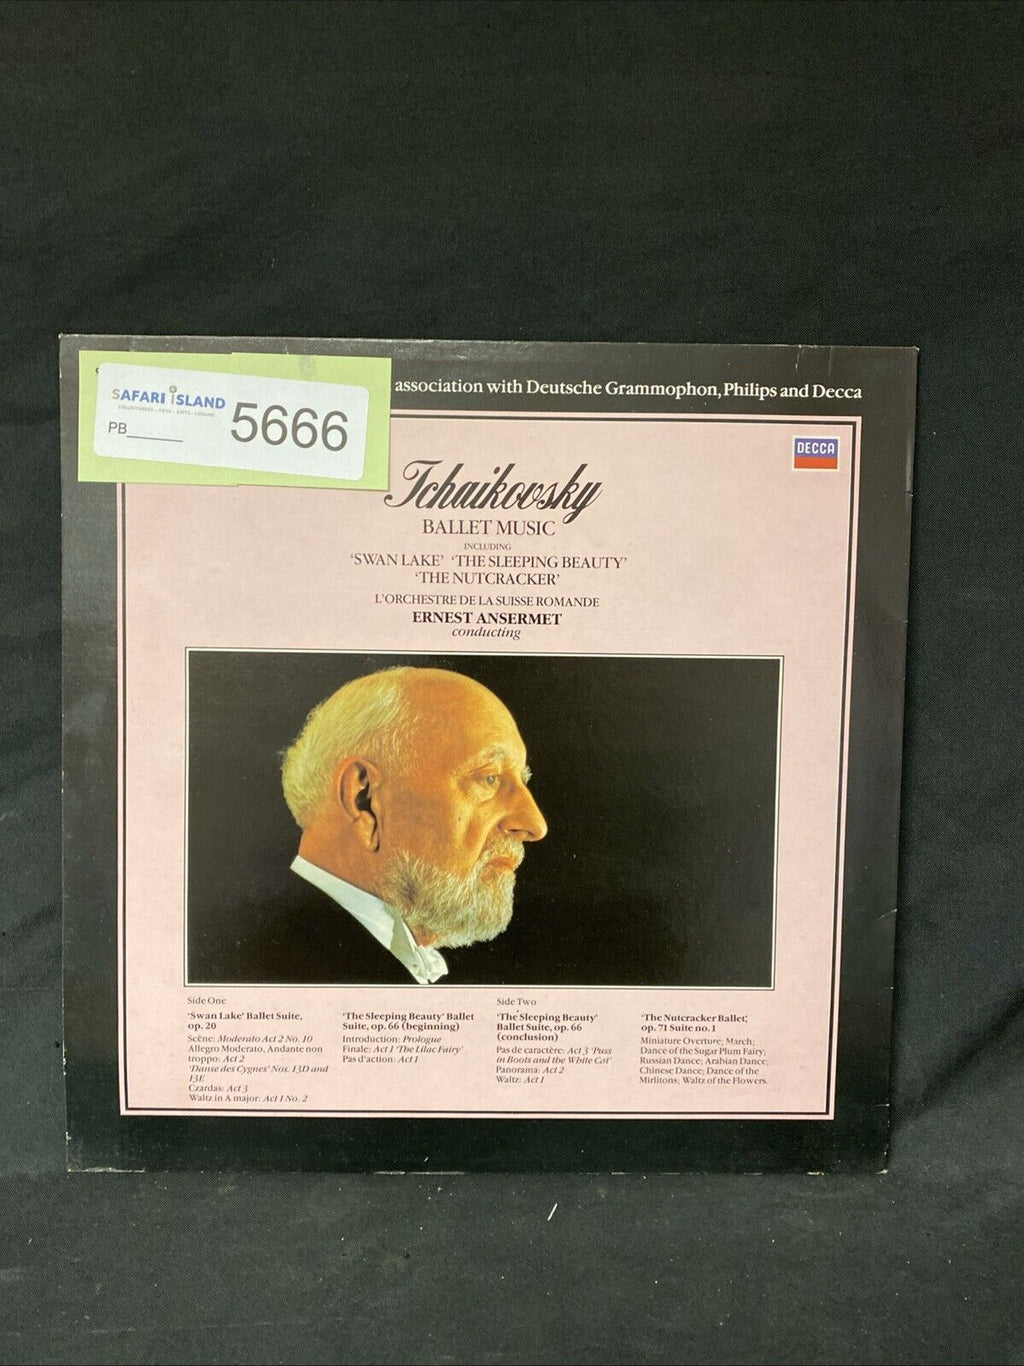 association with Deutsche Grammophon, Philips and Decca
SAFARI ISLAND
COLLECTABLES - TOYS - GIFTS - LEISURE
PB
5666
DECCA
Tchaikovsky
BALLET MUSIC
INCLUDING
‘SWAN LAKE’ ‘THE SLEEPING BEAUTY’
‘THE NUTCRACKER’
L'ORCHESTRE DE LA SUISSE ROMANDE
ERNEST ANSERMET
conducting
Side One
‘Swan Lake’ Ballet Suite,
op. 20
Scène: Moderato Act 2 No. 10
Allegro Moderato, Andante non
troppo: Act 2
‘Danse des Cygnes’ Nos. 13D and
13E
Czardas: Act 3
Waltz in A major: Act 1 No. 2
‘The Sleeping Beauty’ Ballet
Suite, op. 66 (beginning)
Introduction: Prologue
Finale: Act 1 ‘The Lilac Fairy’
Pas d'action: Act 1
Side Two
‘The Sleeping Beauty’
Ballet Suite, op. 66
(conclusion)
Pas de caractère: Act 3 ‘Puss
in Boots and the White Cat’
Panorama: Act 2
Waltz: Act 1
‘The Nutcracker Ballet’,
op. 71 Suite no. 1
Miniature Overture; March;
Dance of the Sugar Plum Fairy;
Russian Dance; Arabian Dance;
Chinese Dance; Dance of the
Mirlitons; Waltz of the Flowers.